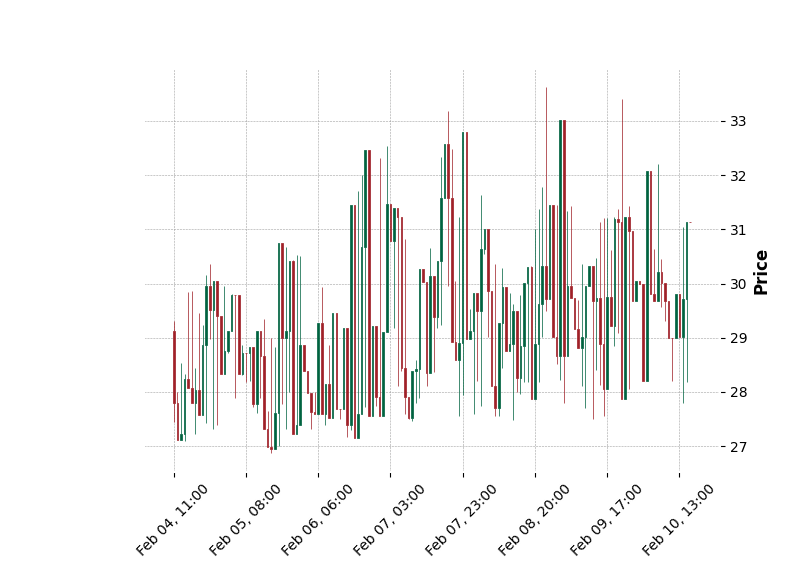 33
32
31
30
29
28
27
Price
Feb 04, 11:00
Feb 05, 08:00
Feb 06, 06:00
Feb 07, 03:00
Feb 07, 23:00
Feb 08, 20:00
Feb 09, 17:00
Feb 10, 13:00